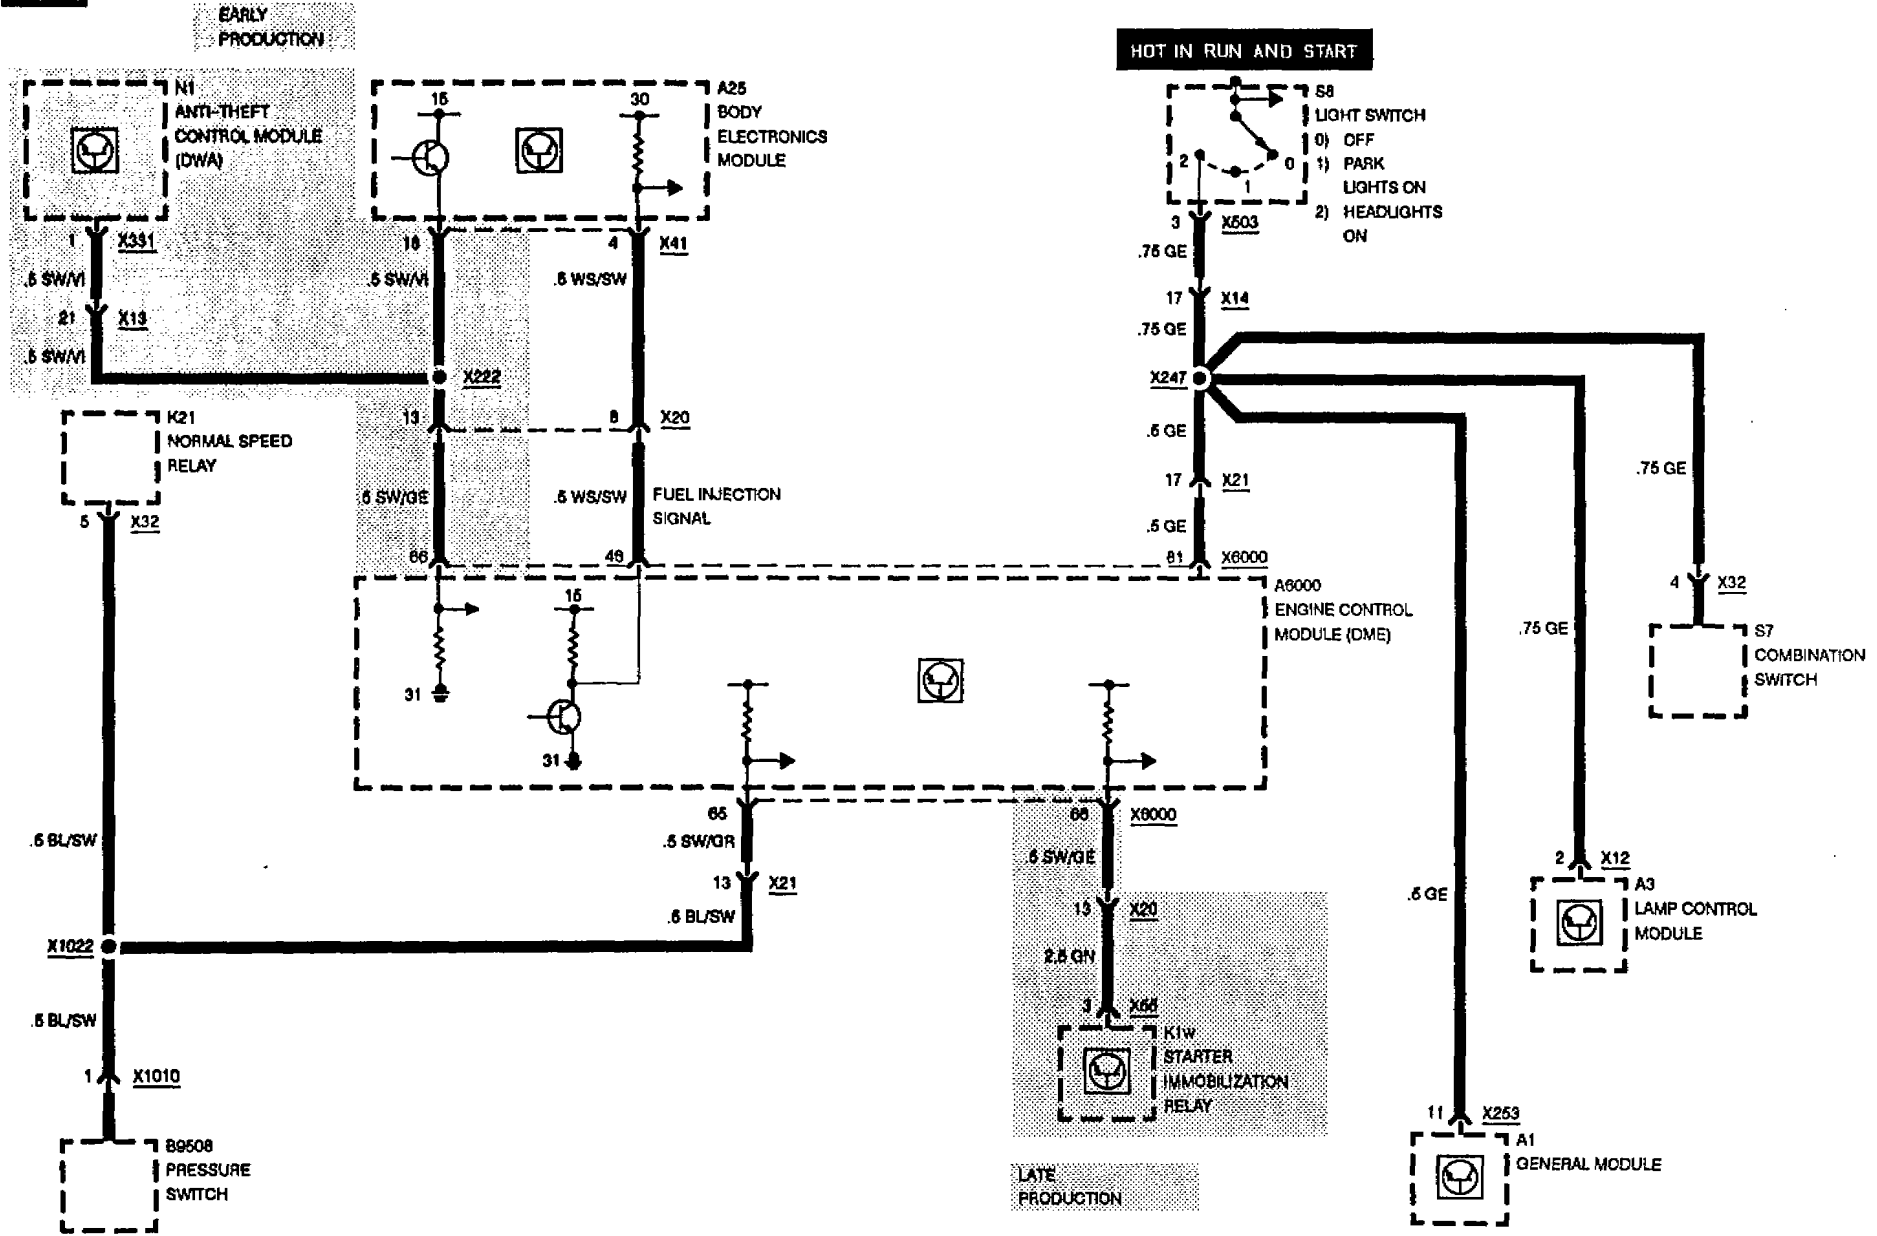 EARLY
PRODUCTION
HOT IN RUN AND START
N1
ANTI-THEFT
CONTROL MODULE
(DWA)
15
30
A25
BODY
ELECTRONICS
MODULE
S8
LIGHT SWITCH
0) OFF
1) PARK
LIGHTS ON
2) HEADLIGHTS
ON
2
1
0
1 X331
.5 SW/VI
21 X13
.5 SW/VI
18
.5 SW/VI
4 X41
.5 WS/SW
3 X503
.75 GE
17 X14
.75 GE
X222
X247
13
8 X20
.5 GE
K21
NORMAL SPEED
RELAY
5 X32
.5 SW/GE
.5 WS/SW
FUEL INJECTION
SIGNAL
17 X21
.5 GE
.75 GE
66
49
81 X6000
A6000
ENGINE CONTROL
MODULE (DME)
4 X32
S7
COMBINATION
SWITCH
.75 GE
15
31
31
65
66 X6000
.5 SW/GR
.5 SW/GE
.5 BL/SW
13 X21
13 X20
.5 BL/SW
2.5 GN
2 X12
A3
LAMP CONTROL
MODULE
.5 GE
X1022
.5 BL/SW
3 X66
K1w
STARTER
IMMOBILIZATION
RELAY
1 X1010
11 X253
A1
GENERAL MODULE
B9508
PRESSURE
SWITCH
LATE
PRODUCTION